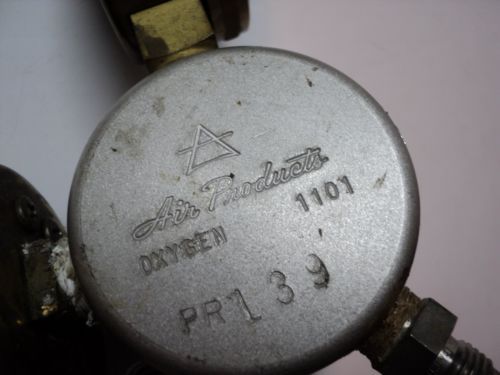 Air Products
OXYGEN 1101
PR139